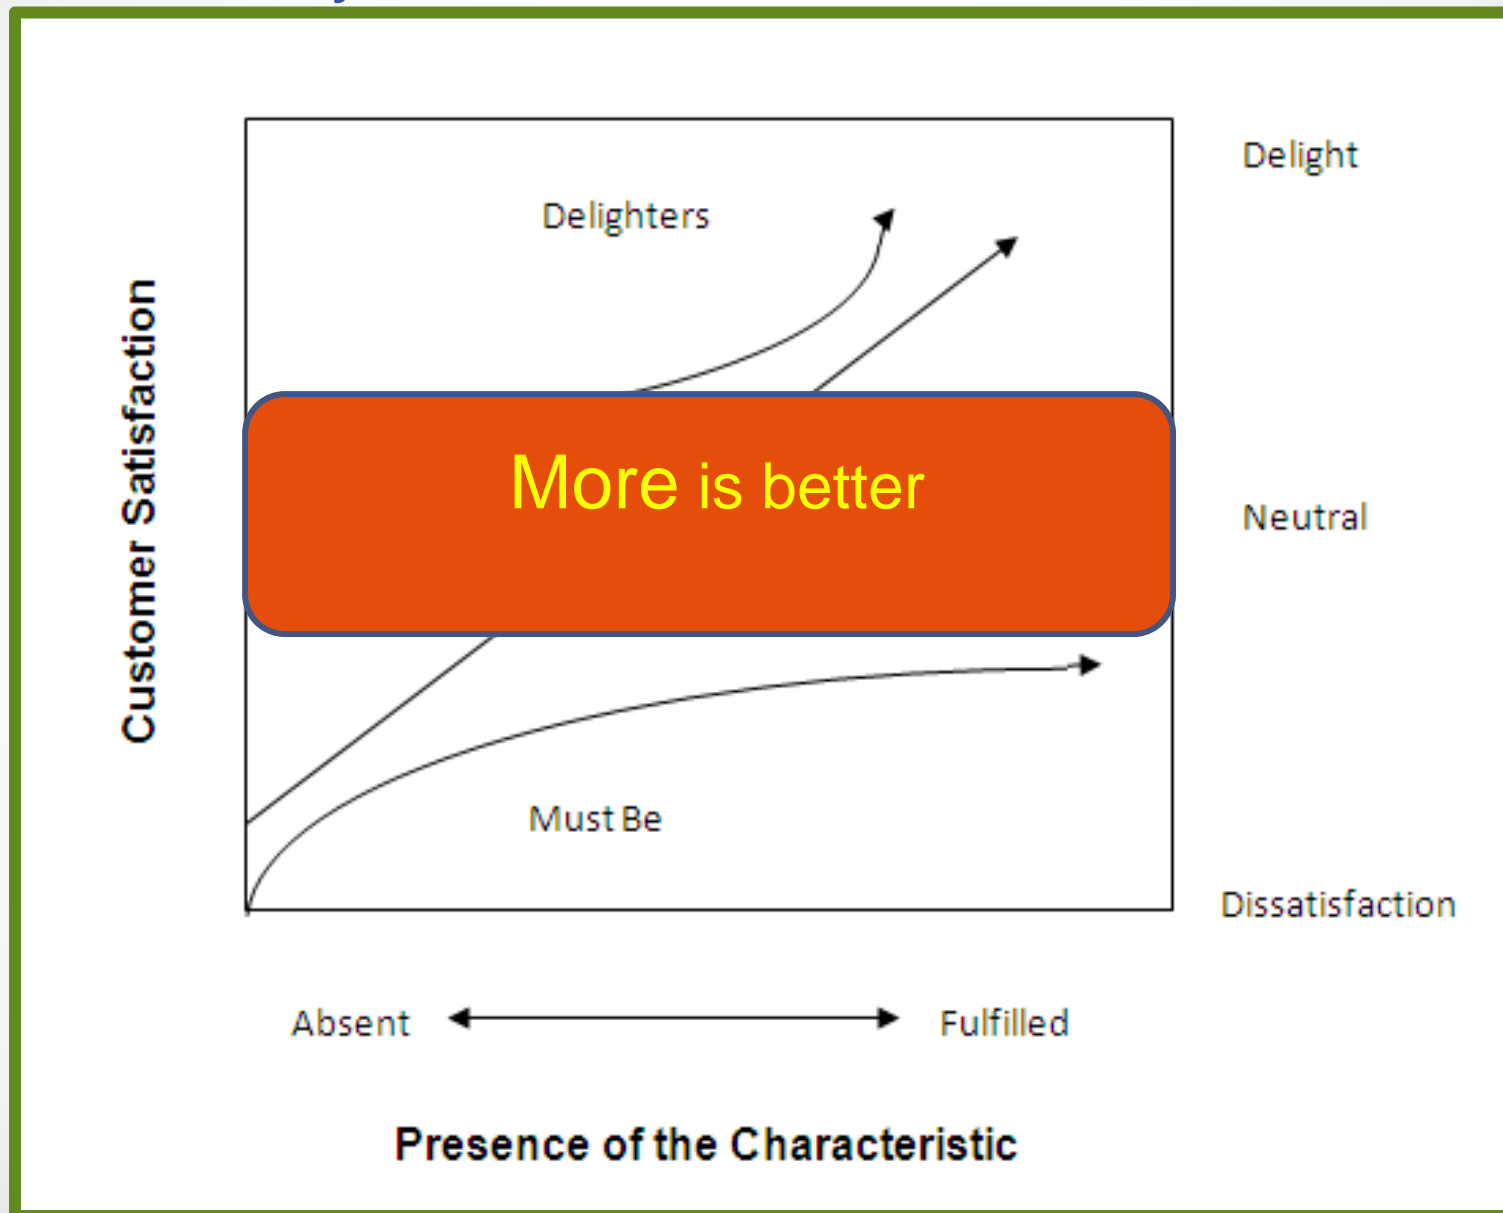 Delight
Delighters
Customer Satisfaction
More is better
Neutral
Must Be
Dissatisfaction
Absent
Fulfilled
Presence of the Characteristic